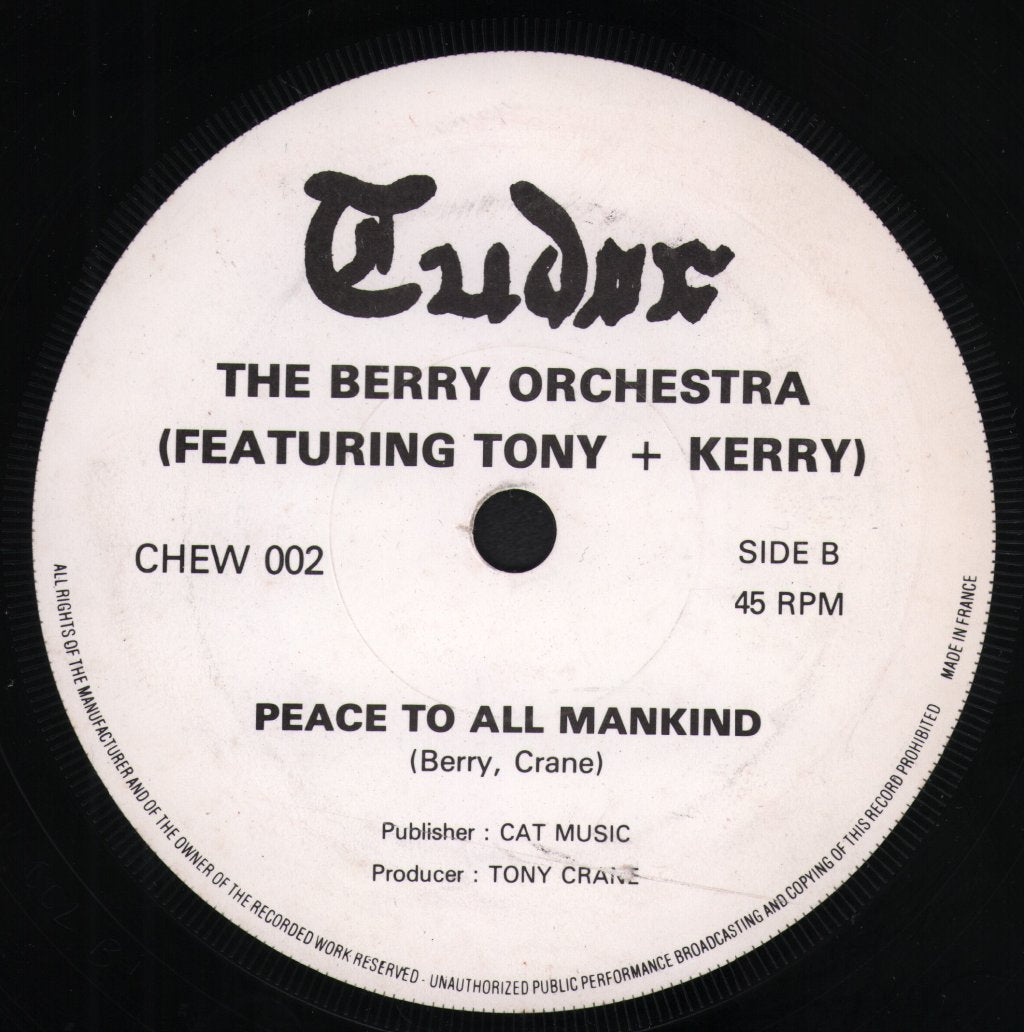 Tudor
THE BERRY ORCHESTRA
(FEATURING TONY + KERRY)
CHEW 002
SIDE B
45 RPM
PEACE TO ALL MANKIND
(Berry, Crane)
Publisher : CAT MUSIC
Producer : TONY CRANE
ALL RIGHTS OF THE MANUFACTURER AND OF THE OWNER OF THE RECORDED WORK RESERVED - UNAUTHORIZED PUBLIC PERFORMANCE BROADCASTING AND COPYING OF THIS RECORD PROHIBITED MADE IN FRANCE